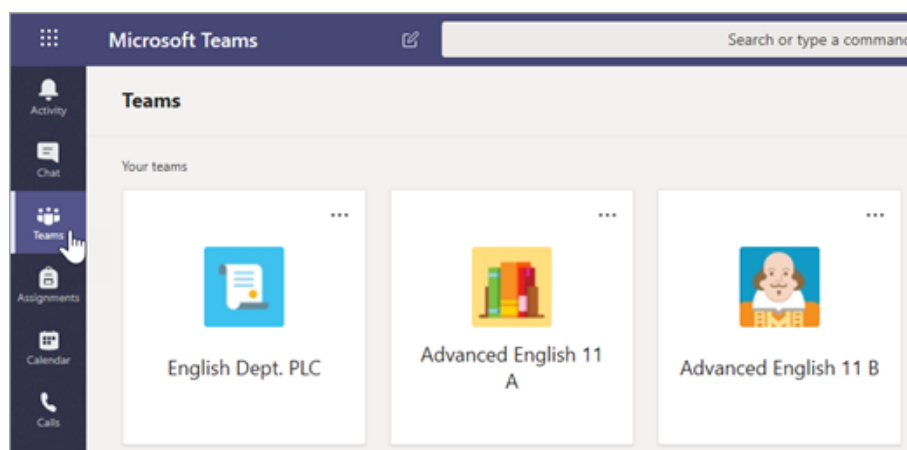 Microsoft Teams
Search or type a command
Activity
Teams
Chat
Your teams
Teams
Assignments
English Dept. PLC
Advanced English 11
A
Advanced English 11 B
Calendar
Calls